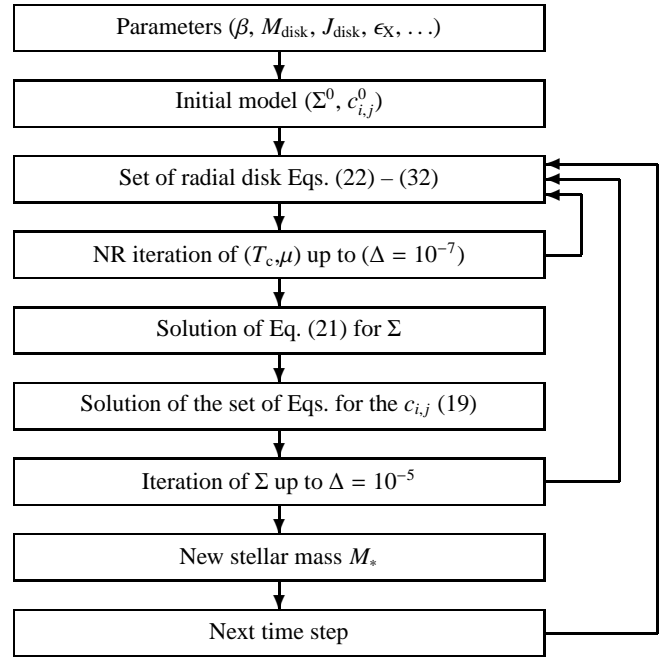 Parameters (β, M_disk, J_disk, ϵ_X, …)
Initial model (Σ⁰, c⁰_{i,j})
Set of radial disk Eqs. (22) – (32)
NR iteration of (T_c,μ) up to (Δ = 10⁻⁷)
Solution of Eq. (21) for Σ
Solution of the set of Eqs. for the c_{i,j} (19)
Iteration of Σ up to Δ = 10⁻⁵
New stellar mass M_*
Next time step